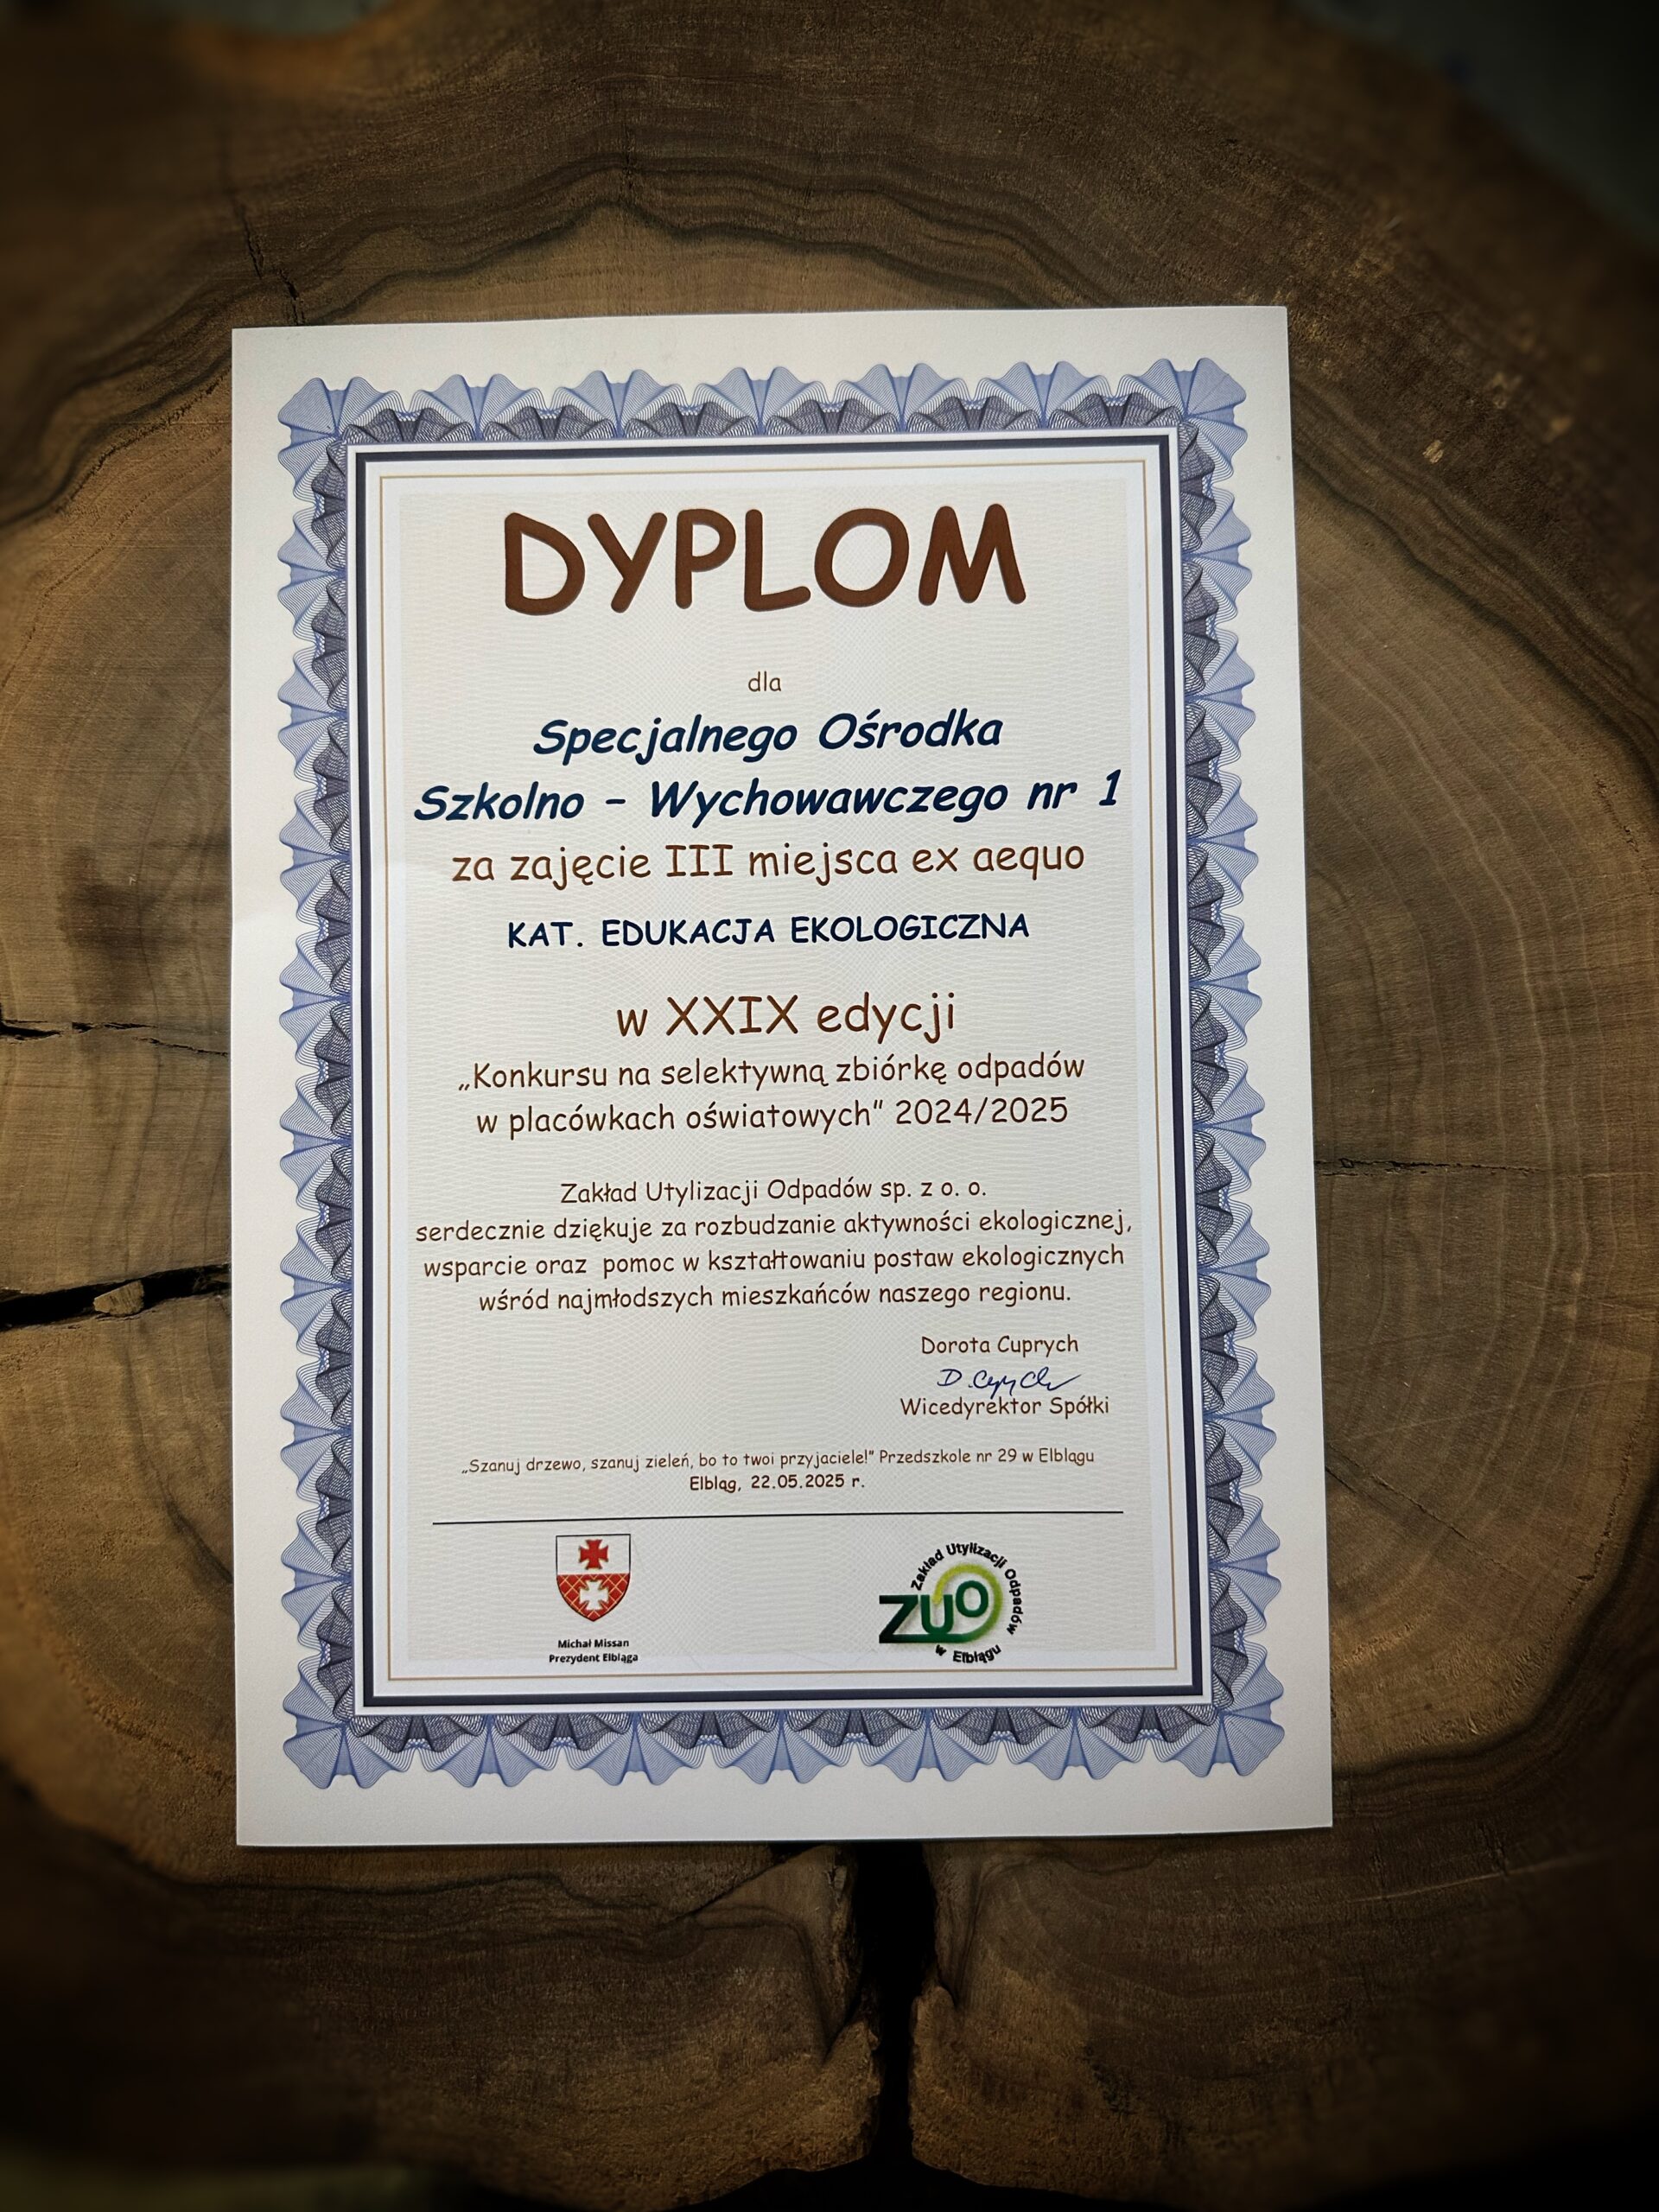 DYPLOM
dla
Specjalnego Ośrodka
Szkolno – Wychowawczego nr 1
za zajęcie III miejsca ex aequo
KAT. EDUKACJA EKOLOGICZNA
w XXIX edycji
„Konkursu na selektywną zbiórkę odpadów
w placówkach oświatowych” 2024/2025
Zakład Utylizacji Odpadów sp. z o. o.
serdecznie dziękuje za rozbudzanie aktywności ekologicznej,
wsparcie oraz pomoc w kształtowaniu postaw ekologicznych
wśród najmłodszych mieszkańców naszego regionu.
Dorota Cuprych
D. Cuprych
Wicedyrektor Spółki
„Szanuj drzewo, szanuj zieleń, bo to twoi przyjaciele!” Przedszkole nr 29 w Elblągu
Elbląg, 22.05.2025 r.
Michał Missan
Prezydent Elbląga
Zakład Utylizacji Odpadów
ZUO
w Elblągu